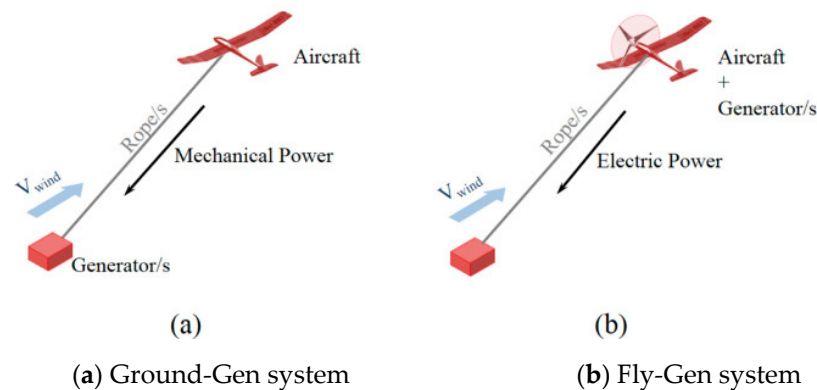 Aircraft
Rope/s
Mechanical Power
V wind
Generator/s
(a)
Aircraft
+
Generator/s
Rope/s
Electric Power
V wind
(b)
(a) Ground-Gen system
(b) Fly-Gen system